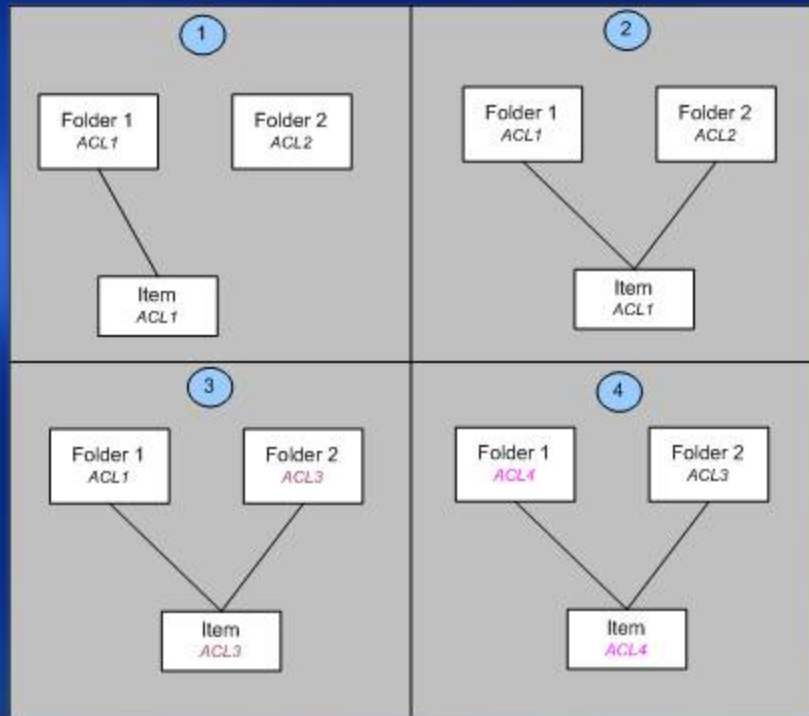 1
Folder 1
ACL1
Folder 2
ACL2
Item
ACL1
2
Folder 1
ACL1
Folder 2
ACL2
Item
ACL1
3
Folder 1
ACL1
Folder 2
ACL3
Item
ACL3
4
Folder 1
ACL4
Folder 2
ACL3
Item
ACL4